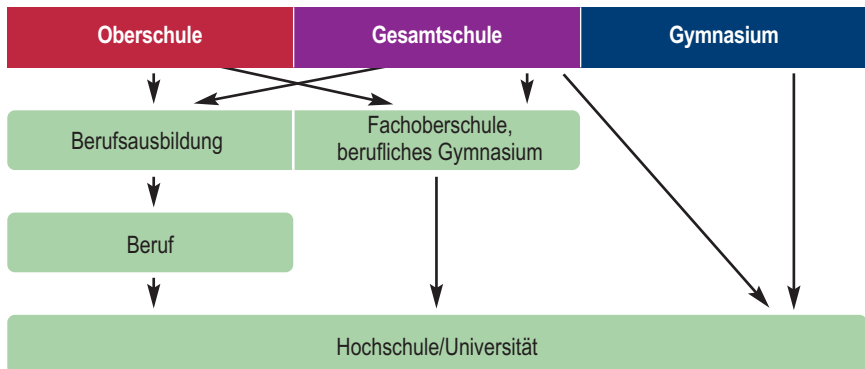 Oberschule
Gesamtschule
Gymnasium
Berufsausbildung
Fachoberschule,
berufliches Gymnasium
Beruf
Hochschule/Universität